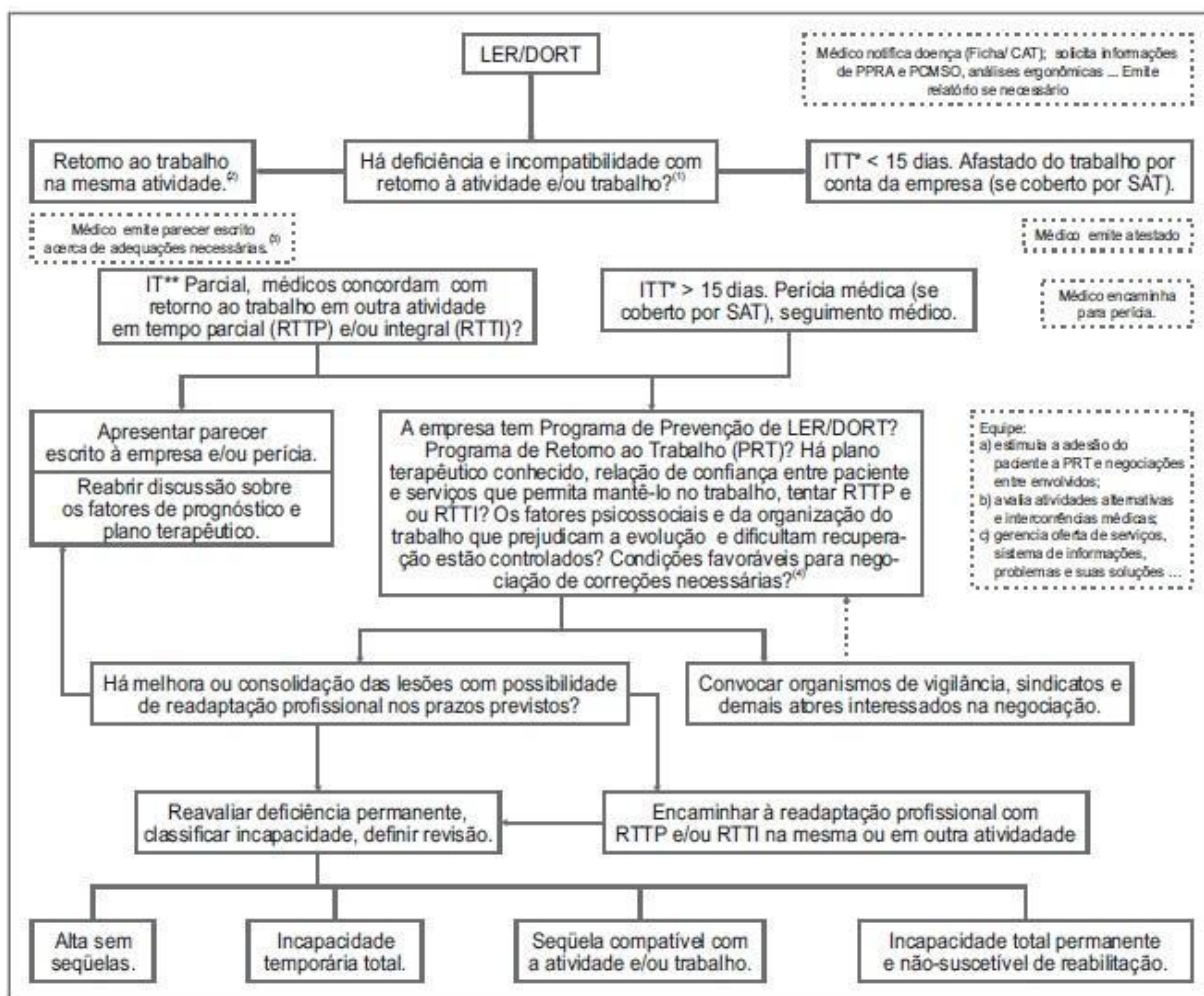 LER/DORT
Médico notifica doença (Ficha/ CAT); solicita informações
de PPRA e PCMSO, análises ergonômicas ... Emite
relatório se necessário
Retorno ao trabalho
na mesma atividade.(2)
Há deficiência e incompatibilidade com
retorno à atividade e/ou trabalho?(1)
ITT* < 15 dias. Afastado do trabalho por
conta da empresa (se coberto por SAT).
Médico emite parecer escrito
acerca de adequações necessárias.(3)
Médico emite atestado
IT** Parcial, médicos concordam com
retorno ao trabalho em outra atividade
em tempo parcial (RTTP) e/ou integral (RTTI)?
ITT* > 15 dias. Perícia médica (se
coberto por SAT), seguimento médico.
Médico encaminha
para perícia.
Apresentar parecer
escrito à empresa e/ou perícia.
Reabrir discussão sobre
os fatores de prognóstico e
plano terapêutico.
A empresa tem Programa de Prevenção de LER/DORT?
Programa de Retorno ao Trabalho (PRT)? Há plano
terapêutico conhecido, relação de confiança entre paciente
e serviços que permita mantê-lo no trabalho, tentar RTTP e
ou RTTI? Os fatores psicossociais e da organização do
trabalho que prejudicam a evolução e dificultam recupera-
ção estão controlados? Condições favoráveis para nego-
ciação de correções necessárias?(4)
Equipe:
a) estimula a adesão do
paciente a PRT e negociações
entre envolvidos;
b) avalia atividades alternativas
e intercorrências médicas;
c) gerencia oferta de serviços,
sistema de informações,
problemas e suas soluções ...
Há melhora ou consolidação das lesões com possibilidade
de readaptação profissional nos prazos previstos?
Convocar organismos de vigilância, sindicatos e
demais atores interessados na negociação.
Reavaliar deficiência permanente,
classificar incapacidade, definir revisão.
Encaminhar à readaptação profissional com
RTTP e/ou RTTI na mesma ou em outra atividadade
Alta sem
seqüelas.
Incapacidade
temporária total.
Seqüela compatível com
a atividade e/ou trabalho.
Incapacidade total permanente
e não-suscetível de reabilitação.